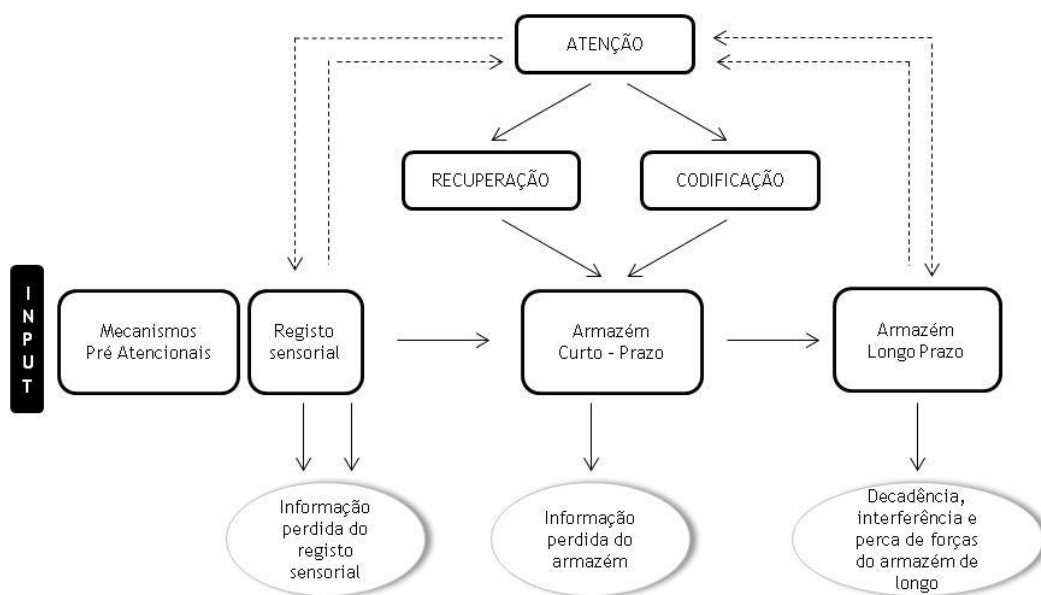 ATENÇÃO
RECUPERAÇÃO
CODIFICAÇÃO
INPUT
Mecanismos
Pré Atencionais
Registo
sensorial
Armazém
Curto - Prazo
Armazém
Longo Prazo
Informação
perdida do
registo
sensorial
Informação
perdida do
armazém
Decadência,
interferência e
perca de forças
do armazém de
longo